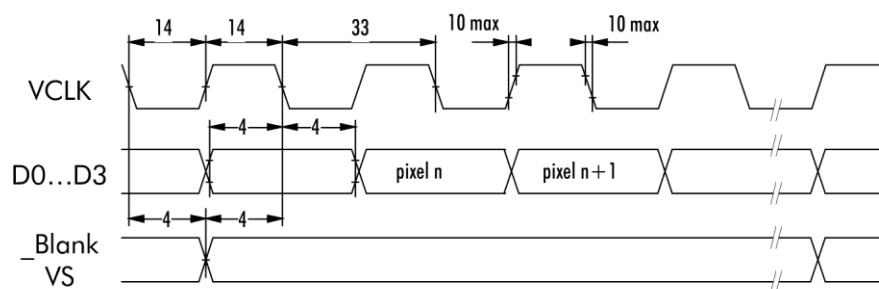 14 14 33 10 max 10 max
VCLK
4 4
D0...D3 pixel n pixel n+1
4 4
_Blank
VS